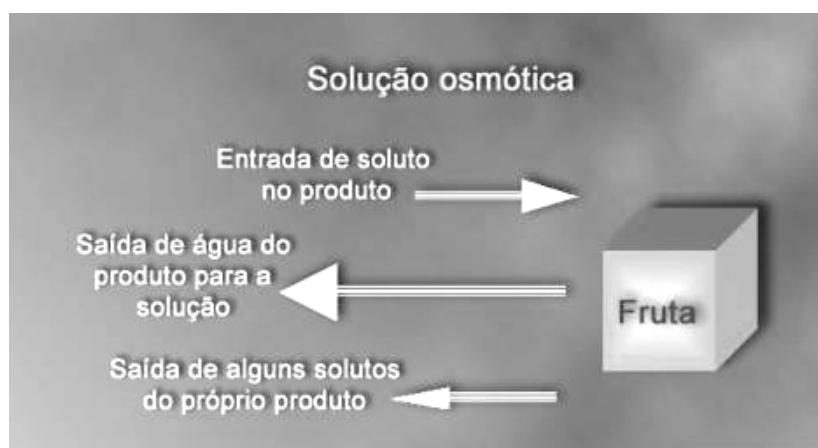 Solução osmótica
Entrada de soluto
no produto
Saída de água do
produto para a
solução
Fruta
Saída de alguns solutos
do próprio produto